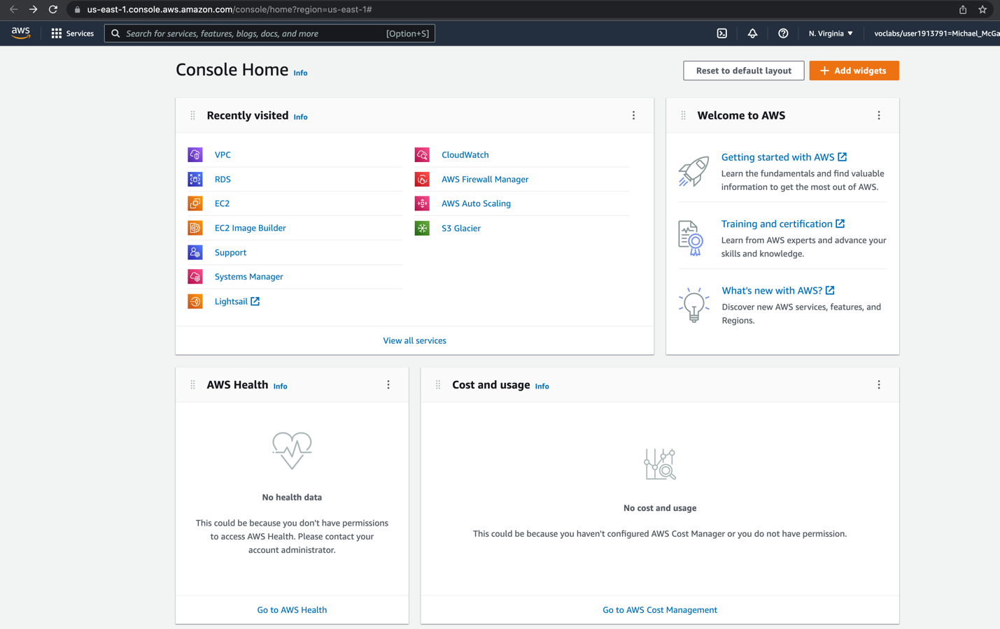 us-east-1.console.aws.amazon.com/console/home?region=us-east-1#
aws
Services
Search for services, features, blogs, docs, and more
[Option+S]
N. Virginia
voclabs/user1913791=Michael_McGa
Console Home Info
Reset to default layout
Add widgets
Recently visited Info
VPC
RDS
EC2
EC2 Image Builder
Support
Systems Manager
Lightsail
CloudWatch
AWS Firewall Manager
AWS Auto Scaling
S3 Glacier
View all services
Welcome to AWS
Getting started with AWS
Learn the fundamentals and find valuable
information to get the most out of AWS.
Training and certification
Learn from AWS experts and advance your
skills and knowledge.
What's new with AWS?
Discover new AWS services, features, and
Regions.
AWS Health Info
No health data
This could be because you don't have permissions
to access AWS Health. Please contact your
account administrator.
Go to AWS Health
Cost and usage Info
No cost and usage
This could be because you haven't configured AWS Cost Manager or you do not have permission.
Go to AWS Cost Management